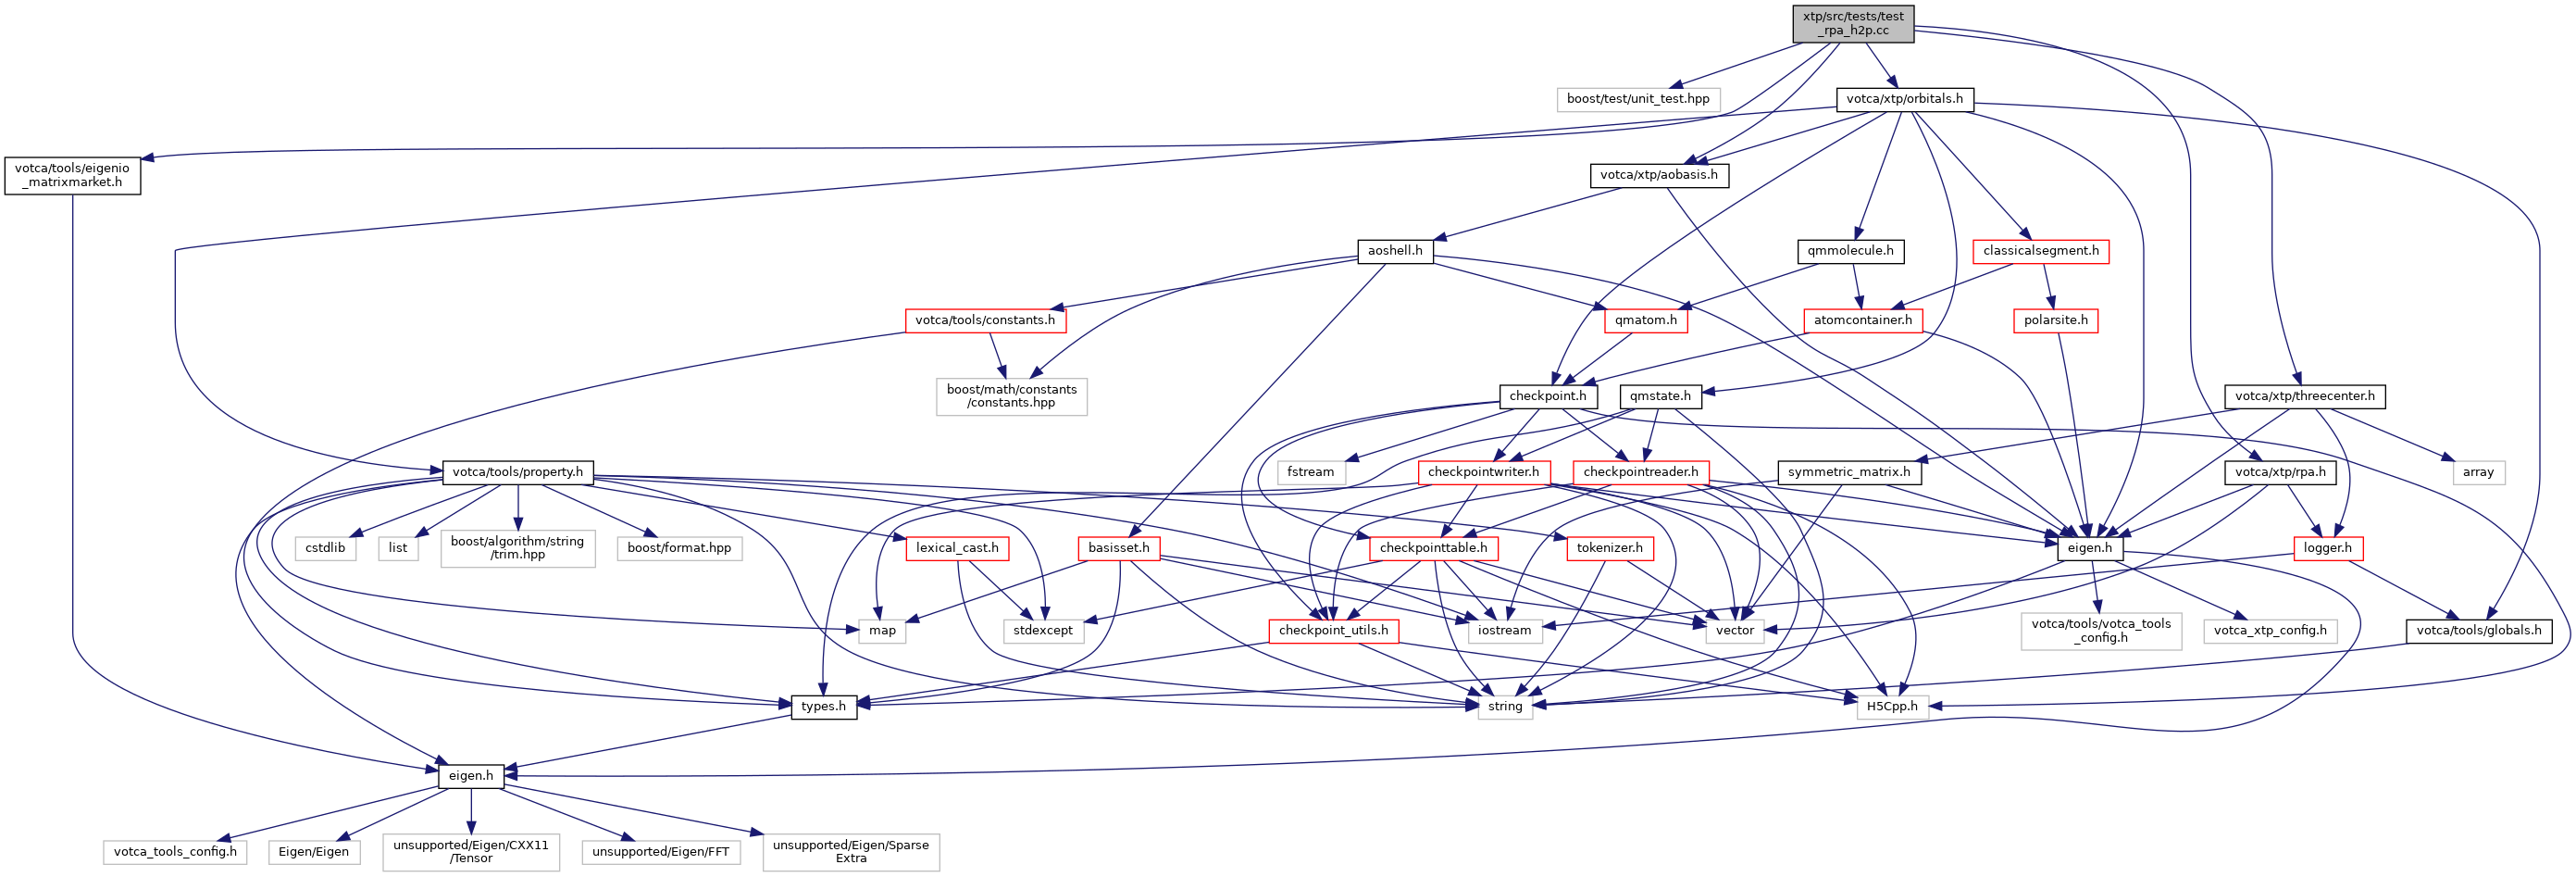 xtp/src/tests/test
_rpa_h2p.cc
boost/test/unit_test.hpp
votca/xtp/orbitals.h
votca/tools/eigenio
_matrixmarket.h
votca/xtp/aobasis.h
aoshell.h
qmmolecule.h
classicalsegment.h
votca/tools/constants.h
qmatom.h
atomcontainer.h
polarsite.h
boost/math/constants
/constants.hpp
checkpoint.h
qmstate.h
votca/xtp/threecenter.h
votca/tools/property.h
fstream
checkpointwriter.h
checkpointreader.h
symmetric_matrix.h
votca/xtp/rpa.h
array
cstdlib
list
boost/algorithm/string
/trim.hpp
boost/format.hpp
lexical_cast.h
basisset.h
checkpointtable.h
tokenizer.h
eigen.h
logger.h
map
stdexcept
checkpoint_utils.h
iostream
vector
votca/tools/votca_tools
_config.h
votca_xtp_config.h
votca/tools/globals.h
types.h
string
H5Cpp.h
eigen.h
votca_tools_config.h
Eigen/Eigen
unsupported/Eigen/CXX11
/Tensor
unsupported/Eigen/FFT
unsupported/Eigen/Sparse
Extra